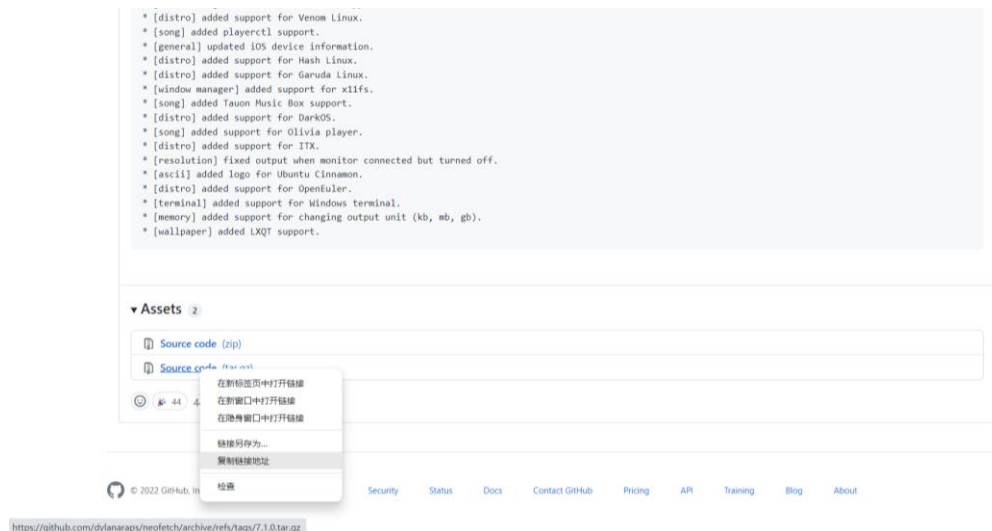 * [distro] added support for Venom Linux.
* [song] added playerctl support.
* [general] updated iOS device information.
* [distro] added support for Hash Linux.
* [distro] added support for Garuda Linux.
* [window manager] added support for x11fs.
* [song] added Tauon Music Box support.
* [distro] added support for DarkOS.
* [song] added support for Olivia player.
* [distro] added support for ITX.
* [resolution] fixed output when monitor connected but turned off.
* [ascii] added logo for Ubuntu Cinnamon.
* [distro] added support for OpenEuler.
* [terminal] added support for Windows terminal.
* [memory] added support for changing output unit (kb, mb, gb).
* [wallpaper] added LXQT support.
Assets 2
Source code (zip)
Source code (tar.gz)
在新标签页中打开链接
44
在新窗口中打开链接
在隐身窗口中打开链接
链接另存为...
复制链接地址
检查
© 2022 GitHub, In Security Status Docs Contact GitHub Pricing API Training Blog About
https://github.com/dylanaraps/neofetch/archive/refs/tags/7.1.0.tar.gz